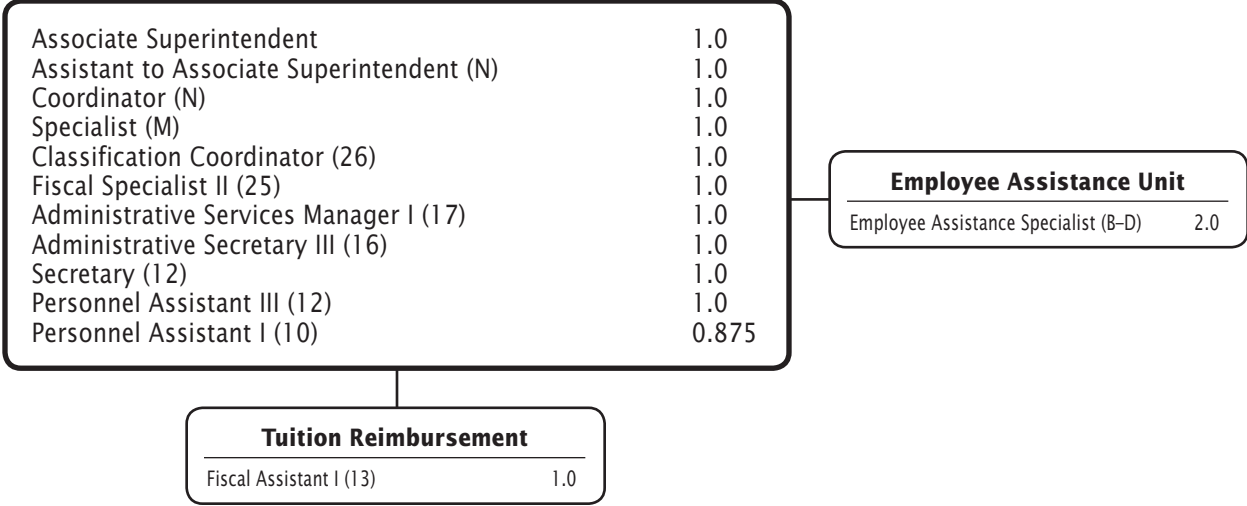 Associate Superintendent 1.0
Assistant to Associate Superintendent (N) 1.0
Coordinator (N) 1.0
Specialist (M) 1.0
Classification Coordinator (26) 1.0
Fiscal Specialist II (25) 1.0
Administrative Services Manager I (17) 1.0
Administrative Secretary III (16) 1.0
Secretary (12) 1.0
Personnel Assistant III (12) 1.0
Personnel Assistant I (10) 0.875
Employee Assistance Unit
Employee Assistance Specialist (B–D) 2.0
Tuition Reimbursement
Fiscal Assistant I (13) 1.0